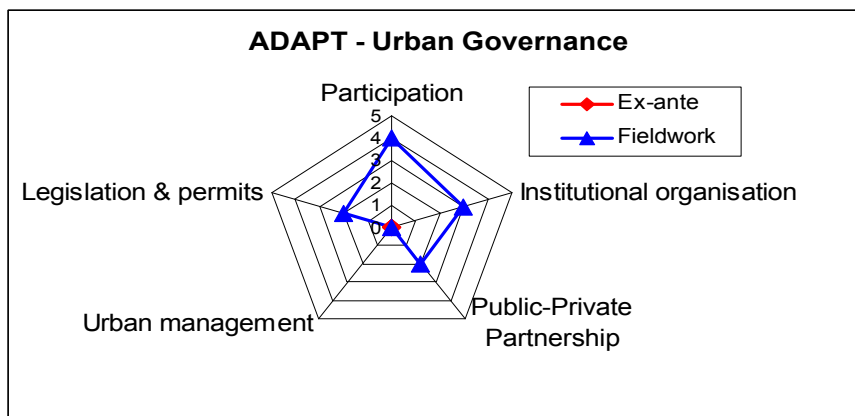 ADAPT - Urban Governance
Participation
Ex-ante
Fieldwork
5
4
3
2
1
0
Legislation & permits
Institutional organisation
Urban management
Public-Private
Partnership